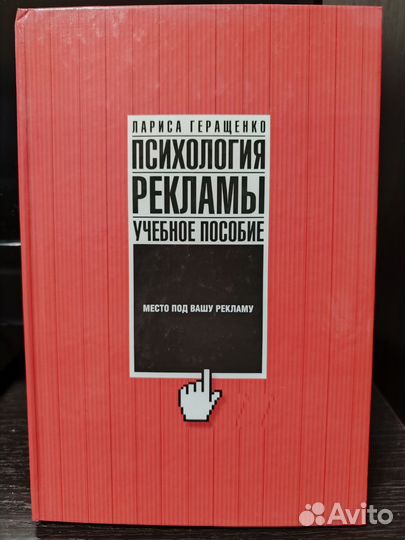 ЛАРИСА ГЕРАЩЕНКО
ПСИХОЛОГИЯ
РЕКЛАМЫ
УЧЕБНОЕ ПОСОБИЕ
МЕСТО ПОД ВАШУ РЕКЛАМУ
Avito